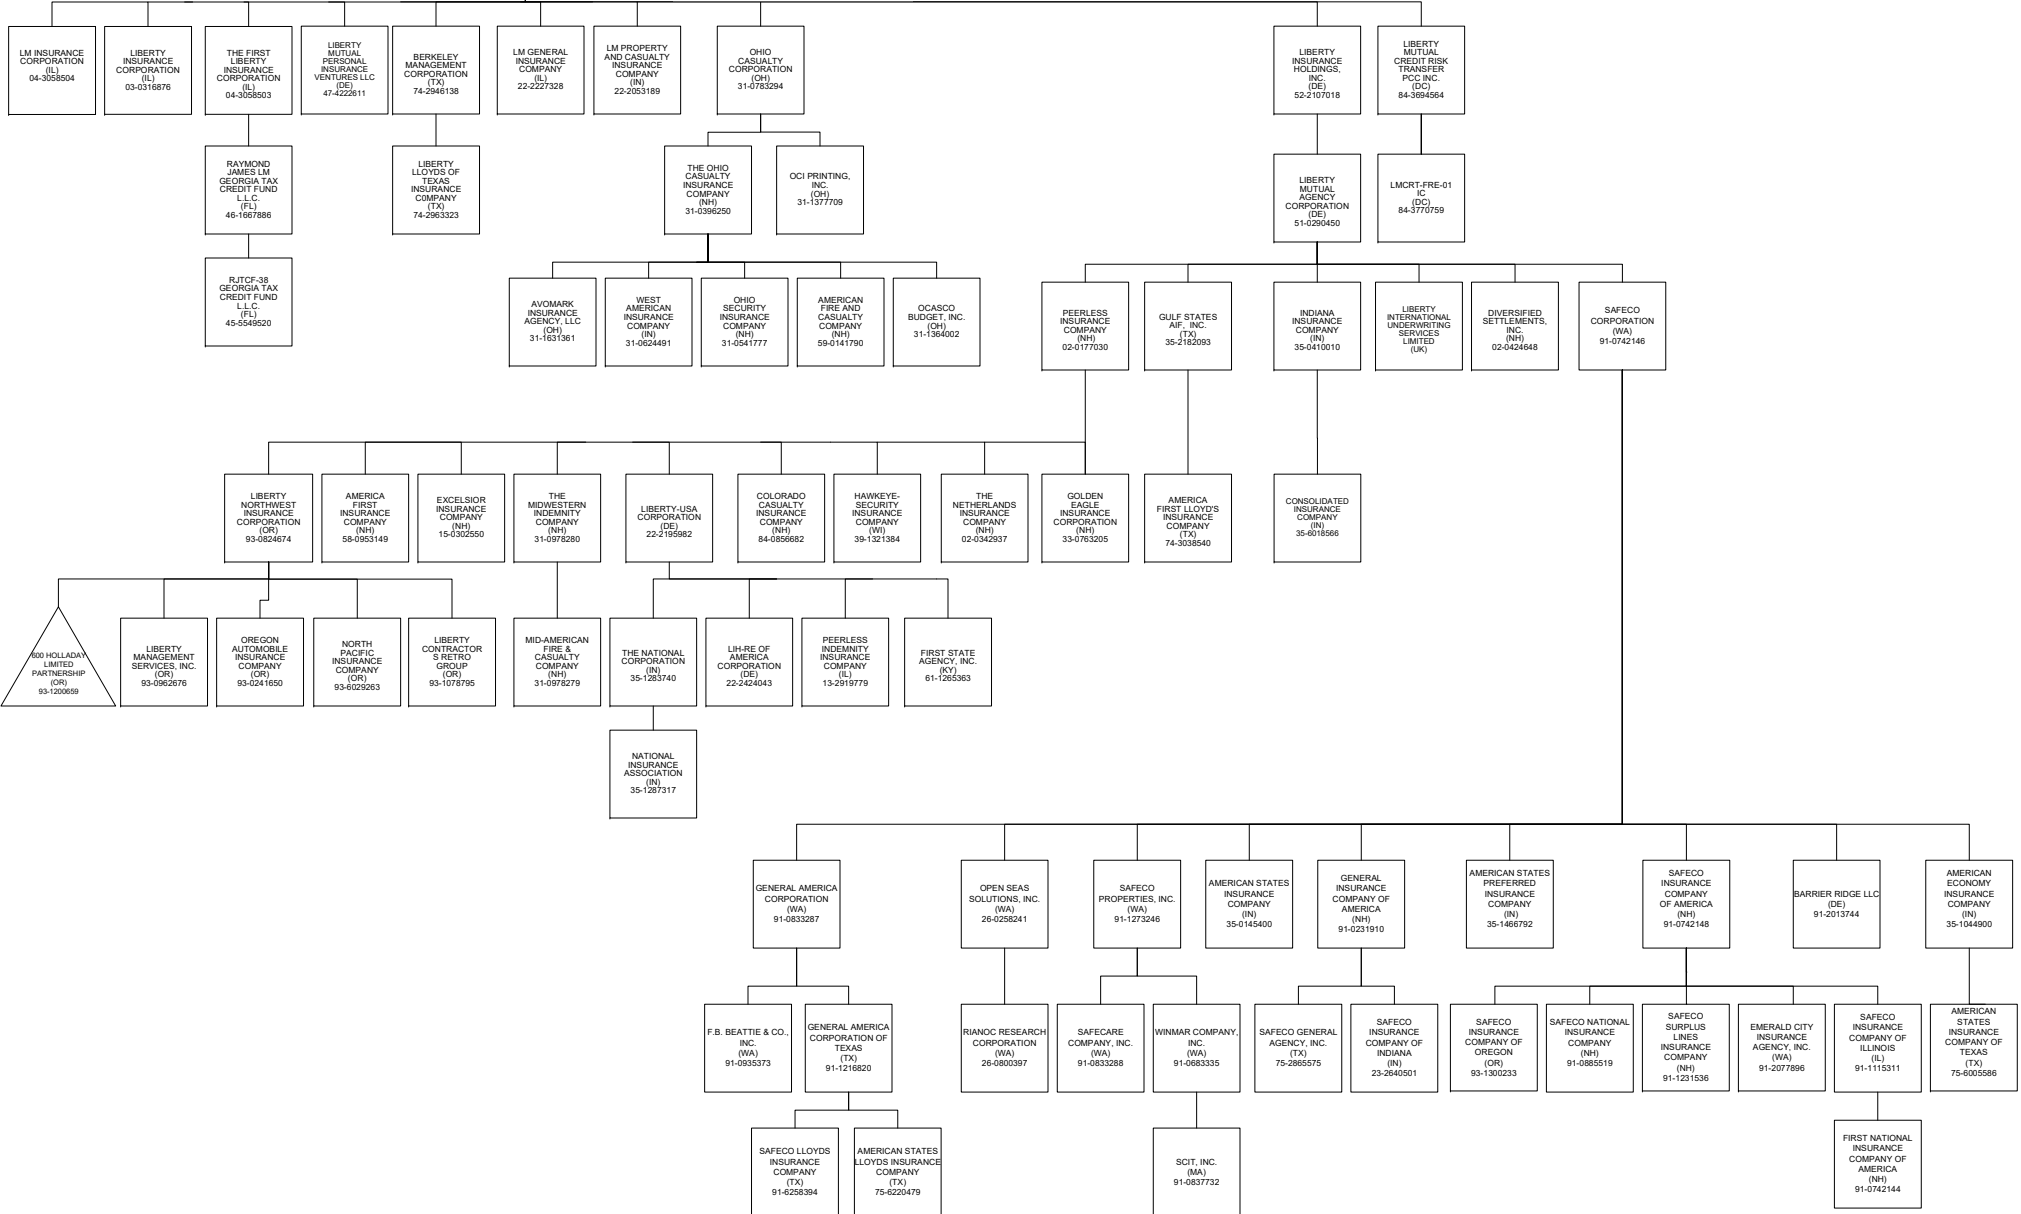 LM INSURANCE
CORPORATION
(IL)
04-3058504
LIBERTY
INSURANCE
CORPORATION
(IL)
03-0316876
THE FIRST
LIBERTY
INSURANCE
CORPORATION
(IL)
04-3058503
LIBERTY
MUTUAL
PERSONAL
INSURANCE
VENTURES LLC
(DE)
47-4222611
BERKELEY
MANAGEMENT
CORPORATION
(TX)
74-2946138
LM GENERAL
INSURANCE
COMPANY
(IL)
22-2227328
LM PROPERTY
AND CASUALTY
INSURANCE
COMPANY
(IN)
22-2053189
OHIO
CASUALTY
CORPORATION
(OH)
31-0783294
LIBERTY
INSURANCE
HOLDINGS,
INC.
(DE)
52-2107018
LIBERTY
MUTUAL
CREDIT RISK
TRANSFER
PCC INC.
(DC)
84-3694564
RAYMOND
JAMES LM
GEORGIA TAX
CREDIT FUND
L.L.C.
(FL)
46-1667886
LIBERTY
LLOYDS OF
TEXAS
INSURANCE
C0MPANY
(TX)
74-2963323
THE OHIO
CASUALTY
INSURANCE
COMPANY
(NH)
31-0396250
OCI PRINTING,
INC.
(OH)
31-1377709
LIBERTY
MUTUAL
AGENCY
CORPORATION
(DE)
51-0290450
LMCRT-FRE-01
IC
(DC)
84-3770759
RJTCF-38
GEORGIA TAX
CREDIT FUND
L.L.C.
(FL)
45-5549520
AVOMARK
INSURANCE
AGENCY, LLC
(OH)
31-1631361
WEST
AMERICAN
INSURANCE
COMPANY
(IN)
31-0624491
OHIO
SECURITY
INSURANCE
COMPANY
(NH)
31-0541777
AMERICAN
FIRE AND
CASUALTY
COMPANY
(NH)
59-0141790
OCASCO
BUDGET, INC.
(OH)
31-1364002
PEERLESS
INSURANCE
COMPANY
(NH)
02-0177030
GULF STATES
AIF, INC.
(TX)
35-2182093
INDIANA
INSURANCE
COMPANY
(IN)
35-0410010
LIBERTY
INTERNATIONAL
UNDERWRITING
SERVICES
LIMITED
(UK)
DIVERSIFIED
SETTLEMENTS,
INC.
(NH)
02-0424648
SAFECO
CORPORATION
(WA)
91-0742146
LIBERTY
NORTHWEST
INSURANCE
CORPORATION
(OR)
93-0824674
AMERICA
FIRST
INSURANCE
COMPANY
(NH)
58-0953149
EXCELSIOR
INSURANCE
COMPANY
(NH)
15-0302550
THE
MIDWESTERN
INDEMNITY
COMPANY
(NH)
31-0978280
LIBERTY-USA
CORPORATION
(DE)
22-2195982
COLORADO
CASUALTY
INSURANCE
COMPANY
(NH)
84-0856682
HAWKEYE-
SECURITY
INSURANCE
COMPANY
(WI)
39-1321384
THE
NETHERLANDS
INSURANCE
COMPANY
(NH)
02-0342937
GOLDEN
EAGLE
INSURANCE
CORPORATION
(NH)
33-0763205
AMERICA
FIRST LLOYD'S
INSURANCE
COMPANY
(TX)
74-3038540
CONSOLIDATED
INSURANCE
COMPANY
(IN)
35-6018566
600 HOLLADAY
LIMITED
PARTNERSHIP
(OR)
93-1200659
LIBERTY
MANAGEMENT
SERVICES, INC.
(OR)
93-0962676
OREGON
AUTOMOBILE
INSURANCE
COMPANY
(OR)
93-0241650
NORTH
PACIFIC
INSURANCE
COMPANY
(OR)
93-6029263
LIBERTY
CONTRACTOR
S RETRO
GROUP
(OR)
93-1078795
MID-AMERICAN
FIRE &
CASUALTY
COMPANY
(NH)
31-0978279
THE NATIONAL
CORPORATION
(IN)
35-1283740
LIH-RE OF
AMERICA
CORPORATION
(DE)
22-2424043
PEERLESS
INDEMNITY
INSURANCE
COMPANY
(IL)
13-2919779
FIRST STATE
AGENCY, INC.
(KY)
61-1265363
NATIONAL
INSURANCE
ASSOCIATION
(IN)
35-1287317
GENERAL AMERICA
CORPORATION
(WA)
91-0833287
OPEN SEAS
SOLUTIONS, INC.
(WA)
26-0258241
SAFECO
PROPERTIES, INC.
(WA)
91-1273246
AMERICAN STATES
INSURANCE
COMPANY
(IN)
35-0145400
GENERAL
INSURANCE
COMPANY OF
AMERICA
(NH)
91-0231910
AMERICAN STATES
PREFERRED
INSURANCE
COMPANY
(IN)
35-1466792
SAFECO
INSURANCE
COMPANY
OF AMERICA
(NH)
91-0742148
BARRIER RIDGE LLC
(DE)
91-2013744
AMERICAN
ECONOMY
INSURANCE
COMPANY
(IN)
35-1044900
F.B. BEATTIE & CO.,
INC.
(WA)
91-0935373
GENERAL AMERICA
CORPORATION OF
TEXAS
(TX)
91-1216820
RIANOC RESEARCH
CORPORATION
(WA)
26-0800397
SAFECARE
COMPANY, INC.
(WA)
91-0833288
WINMAR COMPANY,
INC.
(WA)
91-0683335
SAFECO GENERAL
AGENCY, INC.
(TX)
75-2865575
SAFECO
INSURANCE
COMPANY OF
INDIANA
(IN)
23-2640501
SAFECO
INSURANCE
COMPANY OF
OREGON
(OR)
93-1300233
SAFECO NATIONAL
INSURANCE
COMPANY
(NH)
91-0885519
SAFECO
SURPLUS
LINES
INSURANCE
COMPANY
(NH)
91-1231536
EMERALD CITY
INSURANCE
AGENCY, INC.
(WA)
91-2077896
SAFECO
INSURANCE
COMPANY OF
ILLINOIS
(IL)
91-1115311
AMERICAN
STATES
INSURANCE
COMPANY OF
TEXAS
(TX)
75-6005586
SAFECO LLOYDS
INSURANCE
COMPANY
(TX)
91-6258394
AMERICAN STATES
LLOYDS INSURANCE
COMPANY
(TX)
75-6220479
SCIT, INC.
(MA)
91-0837732
FIRST NATIONAL
INSURANCE
COMPANY OF
AMERICA
(NH)
91-0742144